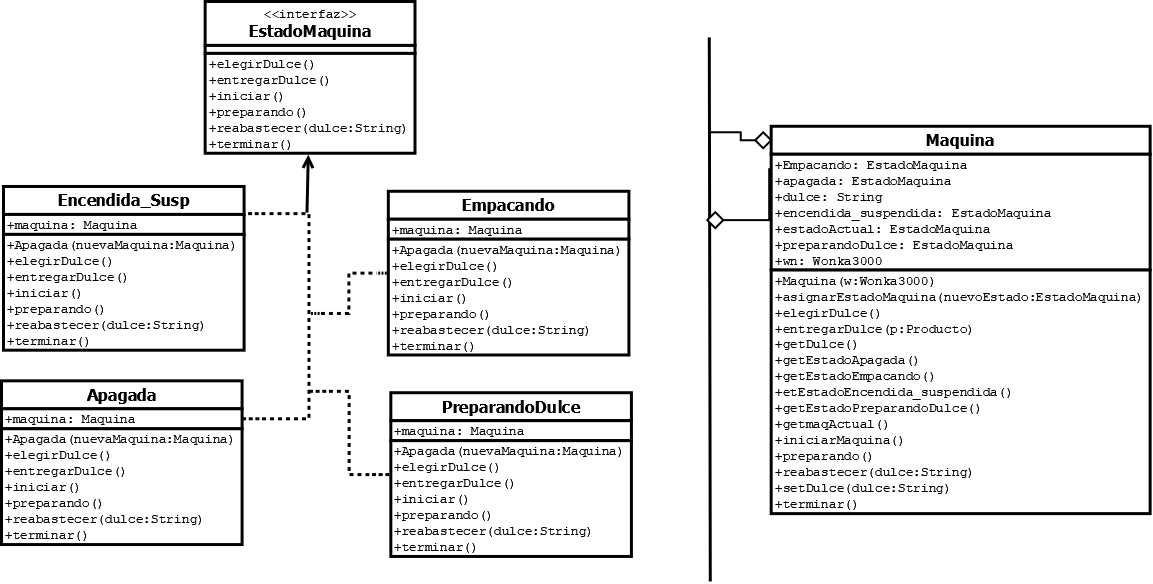 <<interfaz>>
EstadoMaquina
+elegirDulce()
+entregarDulce()
+iniciar()
+preparando()
+reabastecer(dulce:String)
+terminar()
Encendida_Susp
+maquina: Maquina
+Apagada(nuevaMaquina:Maquina)
+elegirDulce()
+entregarDulce()
+iniciar()
+preparando()
+reabastecer(dulce:String)
+terminar()
Empacando
+maquina: Maquina
+Apagada(nuevaMaquina:Maquina)
+elegirDulce()
+entregarDulce()
+iniciar()
+preparando()
+reabastecer(dulce:String)
+terminar()
Apagada
+maquina: Maquina
+Apagada(nuevaMaquina:Maquina)
+elegirDulce()
+entregarDulce()
+iniciar()
+preparando()
+reabastecer(dulce:String)
+terminar()
PreparandoDulce
+maquina: Maquina
+Apagada(nuevaMaquina:Maquina)
+elegirDulce()
+entregarDulce()
+iniciar()
+preparando()
+reabastecer(dulce:String)
+terminar()
Maquina
+Empacando: EstadoMaquina
+apagada: EstadoMaquina
+dulce: String
+encendida_suspendida: EstadoMaquina
+estadoActual: EstadoMaquina
+preparandoDulce: EstadoMaquina
+wn: Wonka3000
+Maquina(w:Wonka3000)
+asignarEstadoMaquina(nuevoEstado:EstadoMaquina)
+elegirDulce()
+entregarDulce(p:Producto)
+getDulce()
+getEstadoApagada()
+getEstadoEmpacando()
+etEstadoEncendida_suspendida()
+getEstadoPreparandoDulce()
+getmaqActual()
+iniciarMaquina()
+preparando()
+reabastecer(dulce:String)
+setDulce(dulce:String)
+terminar()